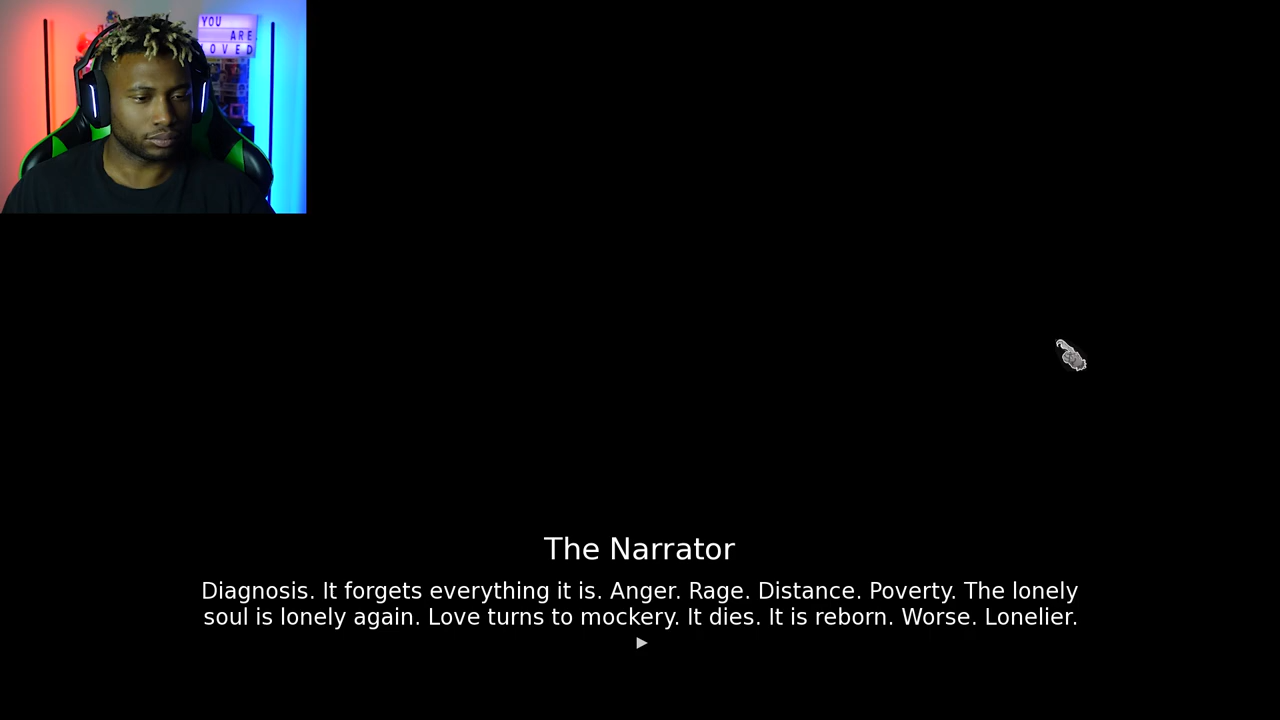 YOU
ARE
LOVED
The Narrator
Diagnosis. It forgets everything it is. Anger. Rage. Distance. Poverty. The lonely
soul is lonely again. Love turns to mockery. It dies. It is reborn. Worse. Lonelier.